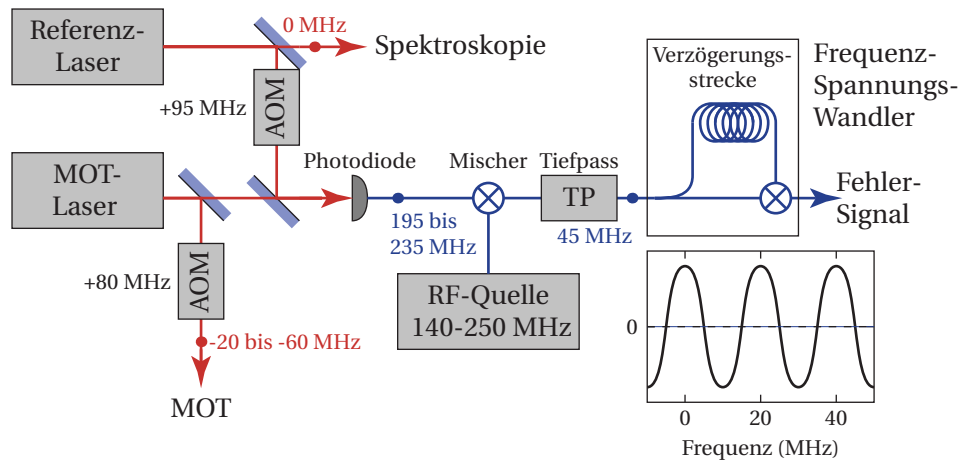 Referenz-
Laser
0 MHz
Spektroskopie
+95 MHz
AOM
MOT-
Laser
Photodiode
Mischer
Tiefpass
TP
195 bis
235 MHz
45 MHz
RF-Quelle
140-250 MHz
+80 MHz
AOM
-20 bis -60 MHz
MOT
Verzögerungs-
strecke
Frequenz-
Spannungs-
Wandler
Fehler-
Signal
0
0
20
40
Frequenz (MHz)